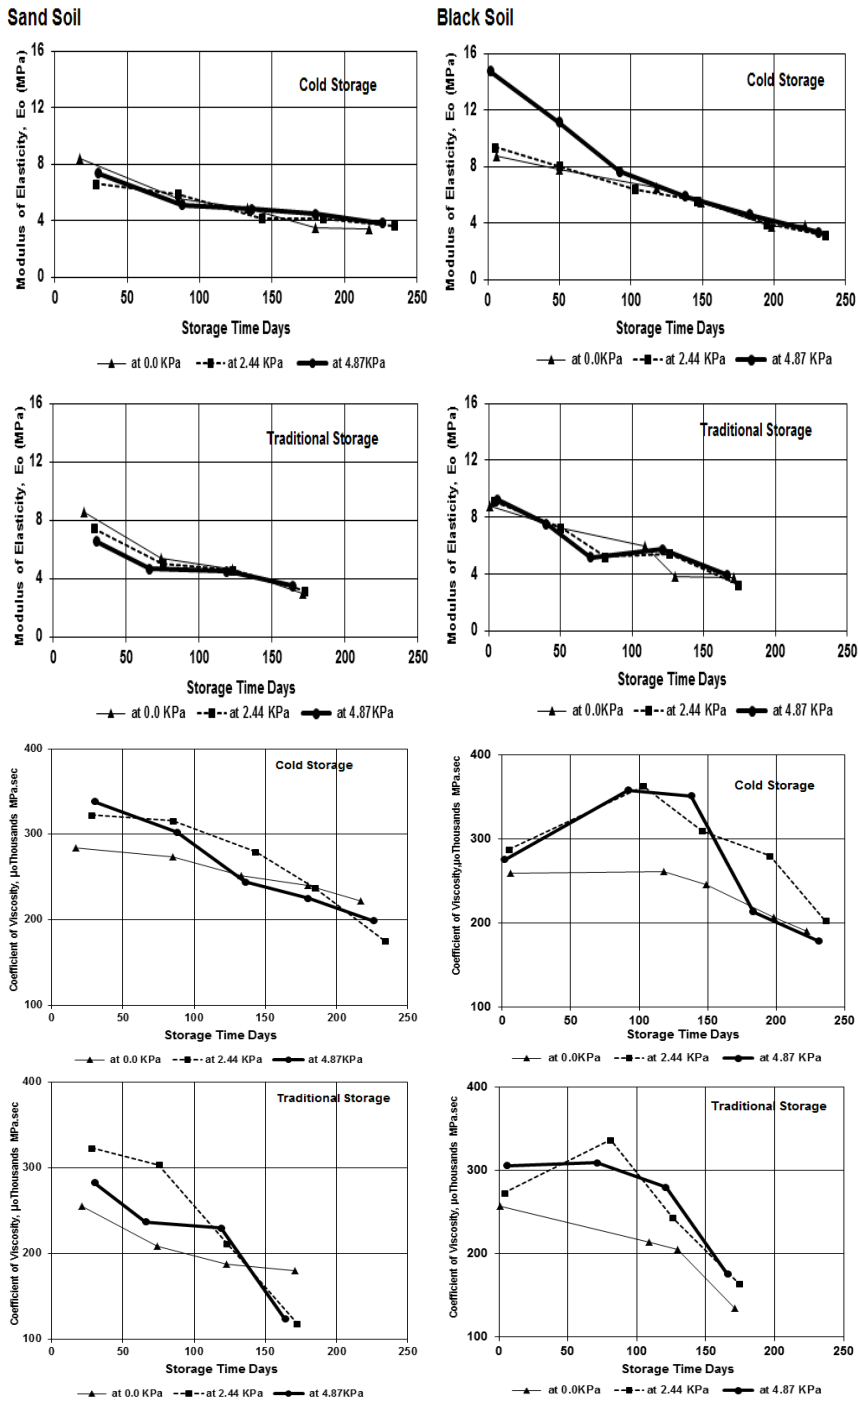 Sand Soil
Black Soil
Modulus of Elasticity, Eo (MPa)
16
12
8
4
0
Cold Storage
0 50 100 150 200 250
Storage Time Days
at 0.0 KPa at 2.44 KPa at 4.87KPa
Modulus of Elasticity, Eo (MPa)
16
12
8
4
0
Cold Storage
0 50 100 150 200 250
Storage Time Days
at 0.0KPa at 2.44 KPa at 4.87 KPa
Modulus of Elasticity, Eo (MPa)
16
12
8
4
0
Traditional Storage
0 50 100 150 200 250
Storage Time Days
at 0.0 KPa at 2.44 KPa at 4.87KPa
Modulus of Elasticity, Eo (MPa)
16
12
8
4
0
Traditional Storage
0 50 100 150 200 250
Storage Time Days
at 0.0KPa at 2.44 KPa at 4.87 KPa
Coefficient of Viscosity, µoThousands MPa.sec
400
300
200
100
Cold Storage
0 50 100 150 200 250
Storage Time Days
at 0.0 KPa at 2.44 KPa at 4.87KPa
Coefficient of Viscosity,µoThousands MPa.sec
400
300
200
100
Cold Storage
0 50 100 150 200 250
Storage Time Days
at 0.0KPa at 2.44 KPa at 4.87 KPa
Coefficient of Viscosity, µoThousands MPa.sec
400
300
200
100
Traditional Storage
0 50 100 150 200 250
Storage Time Days
at 0.0 KPa at 2.44 KPa at 4.87KPa
Coefficient of Viscosity, µoThousands MPa.sec
400
300
200
100
Traditional Storage
0 50 100 150 200 250
Storage Time Days
at 0.0KPa at 2.44 KPa at 4.87 KPa